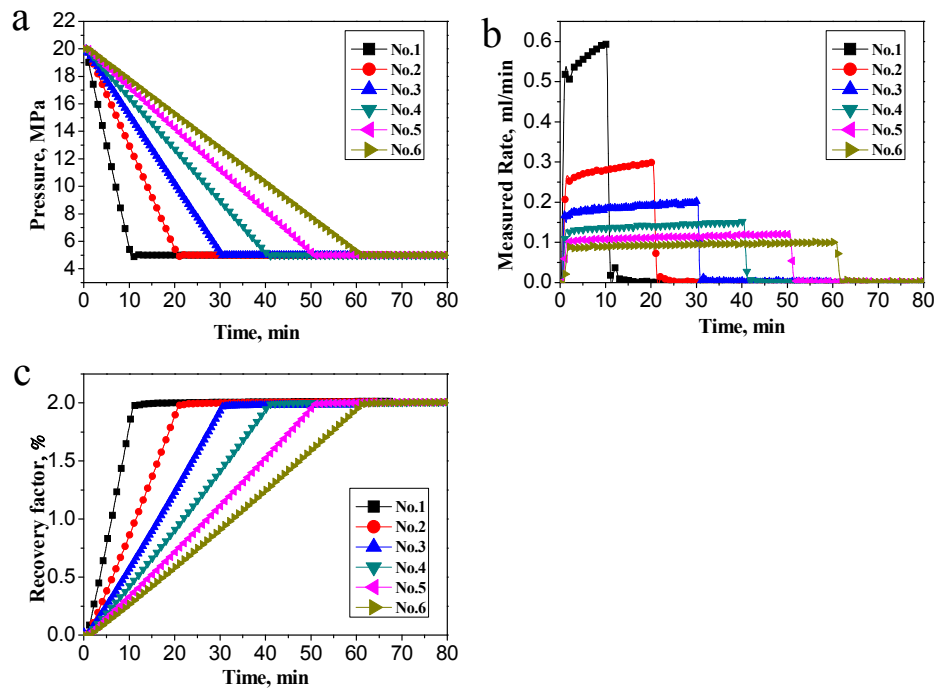 a
22
20
18
16
14
12
10
8
6
4
Pressure, MPa
0 10 20 30 40 50 60 70 80
Time, min
No.1
No.2
No.3
No.4
No.5
No.6
b
0.6
0.5
0.4
0.3
0.2
0.1
0.0
Measured Rate, ml/min
0 10 20 30 40 50 60 70 80
Time, min
No.1
No.2
No.3
No.4
No.5
No.6
c
2.0
1.5
1.0
0.5
0.0
Recovery factor, %
0 10 20 30 40 50 60 70 80
Time, min
No.1
No.2
No.3
No.4
No.5
No.6